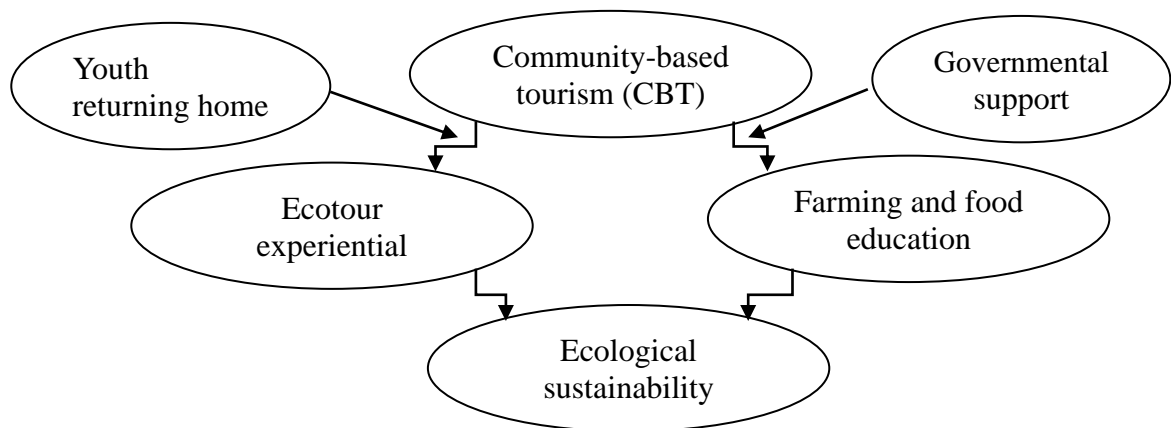 Youth
returning home
Community-based
tourism (CBT)
Governmental
support
Ecotour
experiential
Farming and food
education
Ecological
sustainability